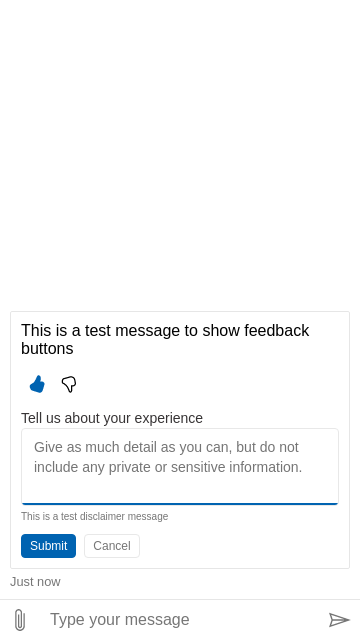 This is a test message to show feedback
buttons
Tell us about your experience
Give as much detail as you can, but do not
include any private or sensitive information.
This is a test disclaimer message
Submit Cancel
Just now
Type your message